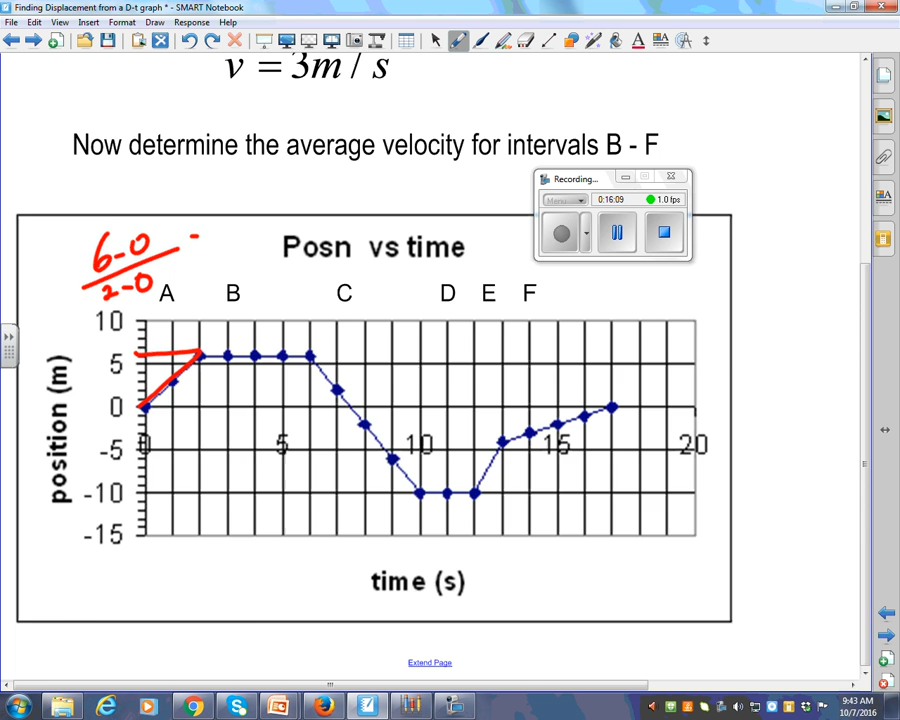 Finding Displacement from a D-t graph * - SMART Notebook
File Edit View Insert Format Draw Response Help
v = 3m / s
Now determine the average velocity for intervals B - F
Recording...
Menu 0:16:09 1.0 fps
6-0
2-0
=
Posn vs time
A B C D E F
10
5
0
-5
-10
-15
0 5 10 15 20
position (m)
time (s)
Extend Page
9:43 AM
10/7/2016